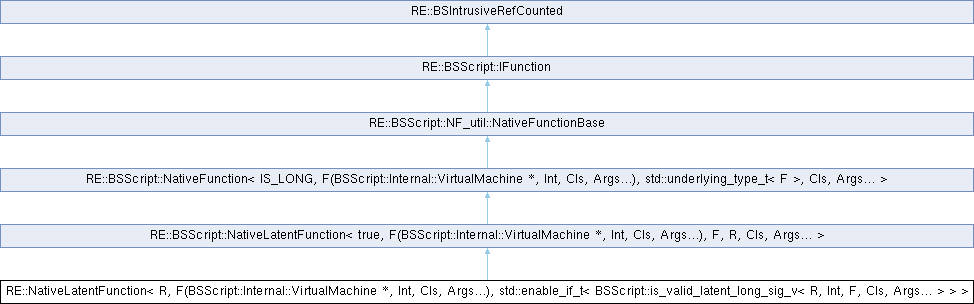 RE::BSIntrusiveRefCounted
RE::BSScript::IFunction
RE::BSScript::NF_util::NativeFunctionBase
RE::BSScript::NativeFunction< IS_LONG, F(BSScript::Internal::VirtualMachine *, Int, Cls, Args...), std::underlying_type_t< F >, Cls, Args... >
RE::BSScript::NativeLatentFunction< true, F(BSScript::Internal::VirtualMachine *, Int, Cls, Args...), F, R, Cls, Args... >
RE::NativeLatentFunction< R, F(BSScript::Internal::VirtualMachine *, Int, Cls, Args...), std::enable_if_t< BSScript::is_valid_latent_long_sig_v< R, Int, F, Cls, Args... > > >